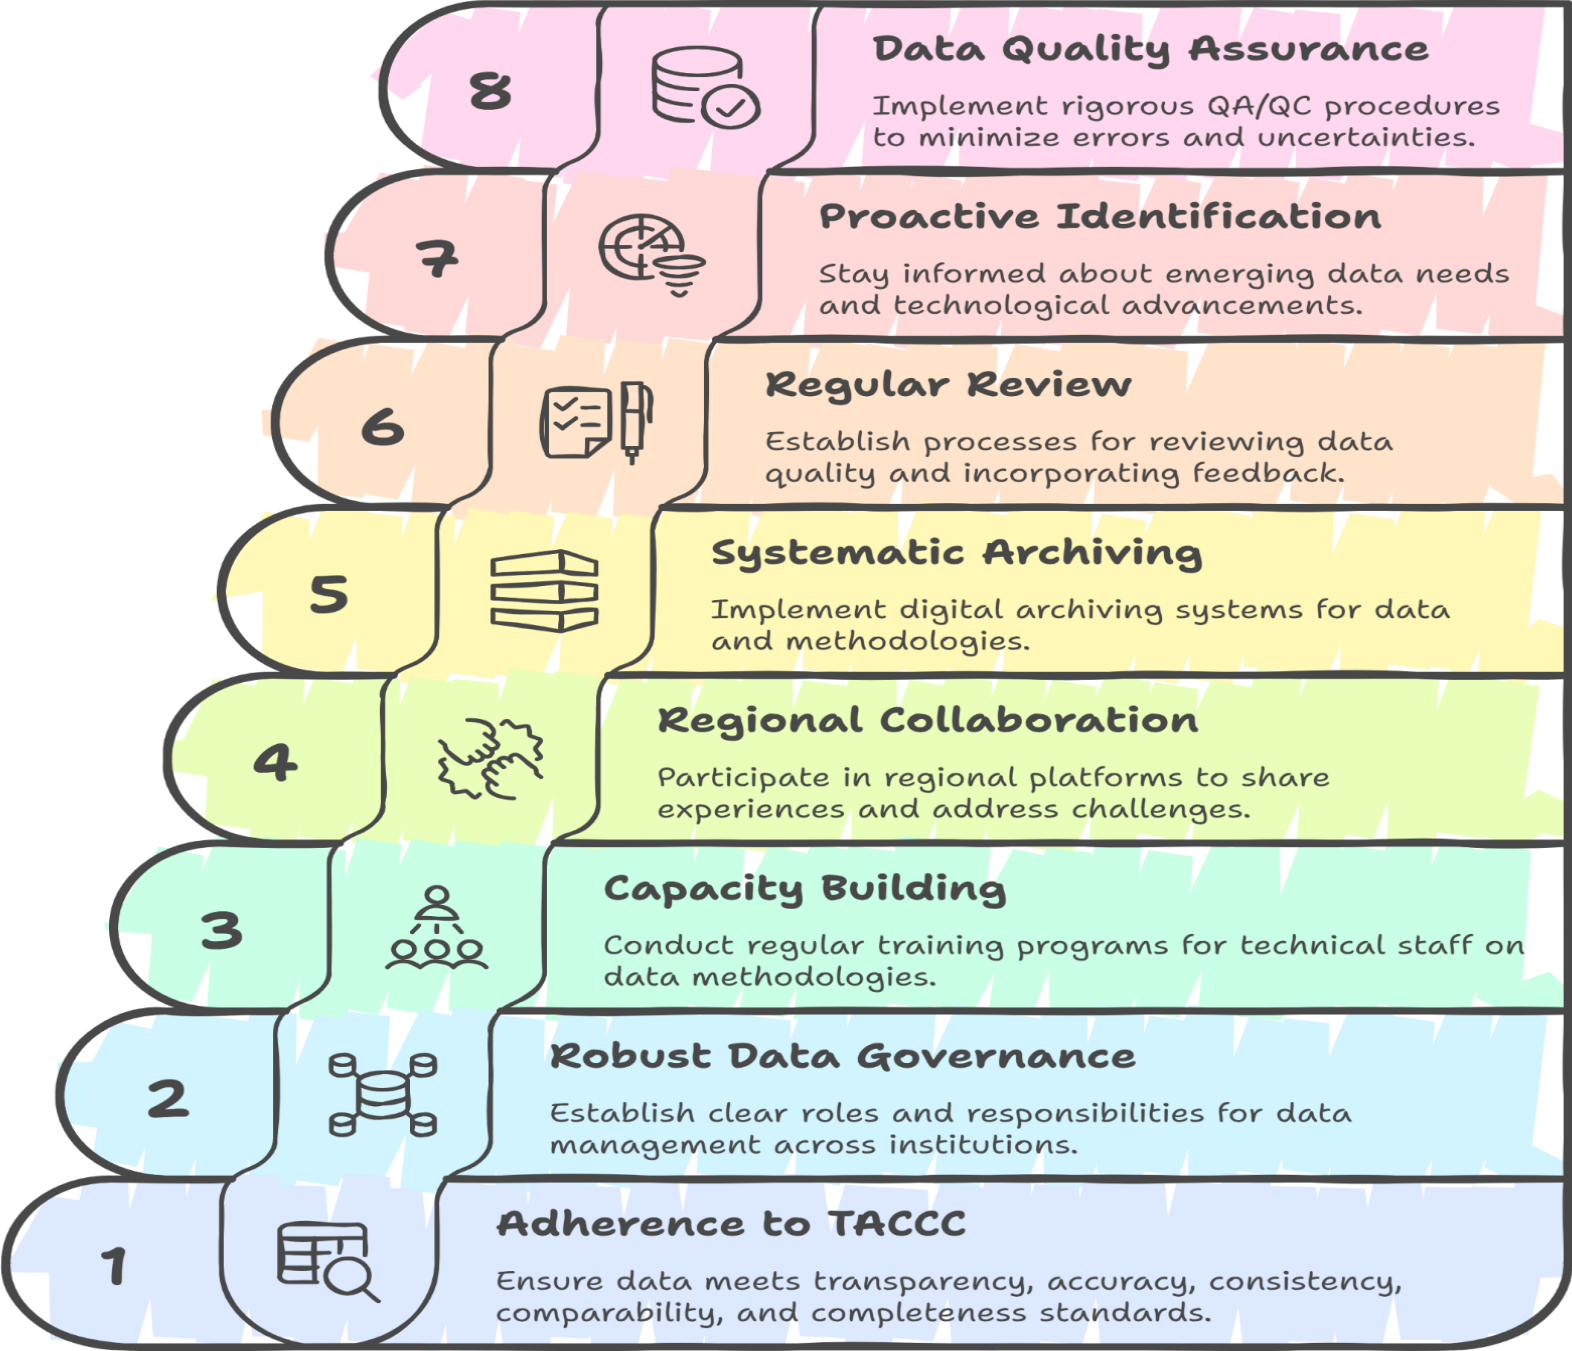 8
Data Quality Assurance
Implement rigorous QA/QC procedures
to minimize errors and uncertainties.
7
Proactive Identification
Stay informed about emerging data needs
and technological advancements.
6
Regular Review
Establish processes for reviewing data
quality and incorporating feedback.
5
Systematic Archiving
Implement digital archiving systems for data
and methodologies.
4
Regional Collaboration
Participate in regional platforms to share
experiences and address challenges.
3
Capacity Building
Conduct regular training programs for technical staff on
data methodologies.
2
Robust Data Governance
Establish clear roles and responsibilities for data
management across institutions.
1
Adherence to TACCC
Ensure data meets transparency, accuracy, consistency,
comparability, and completeness standards.